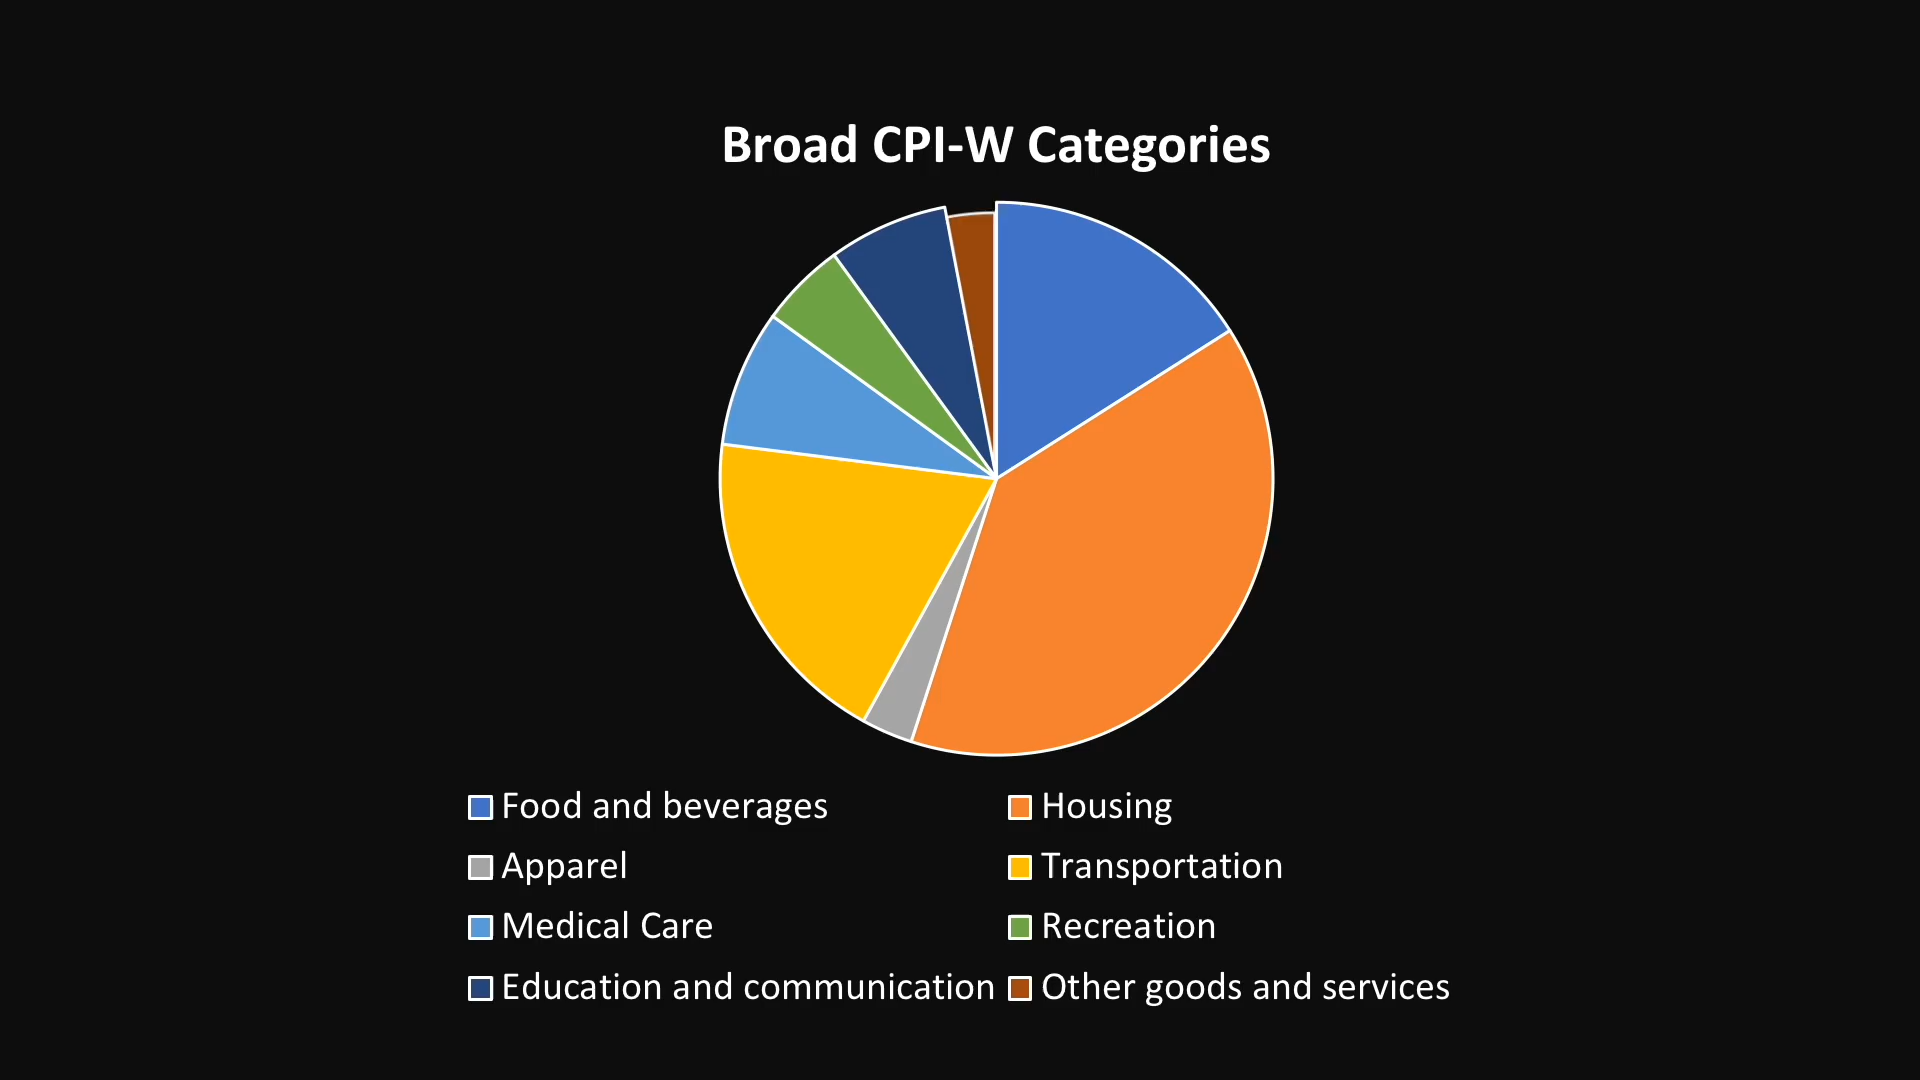 Broad CPI-W Categories
Food and beverages
Housing
Apparel
Transportation
Medical Care
Recreation
Education and communication
Other goods and services